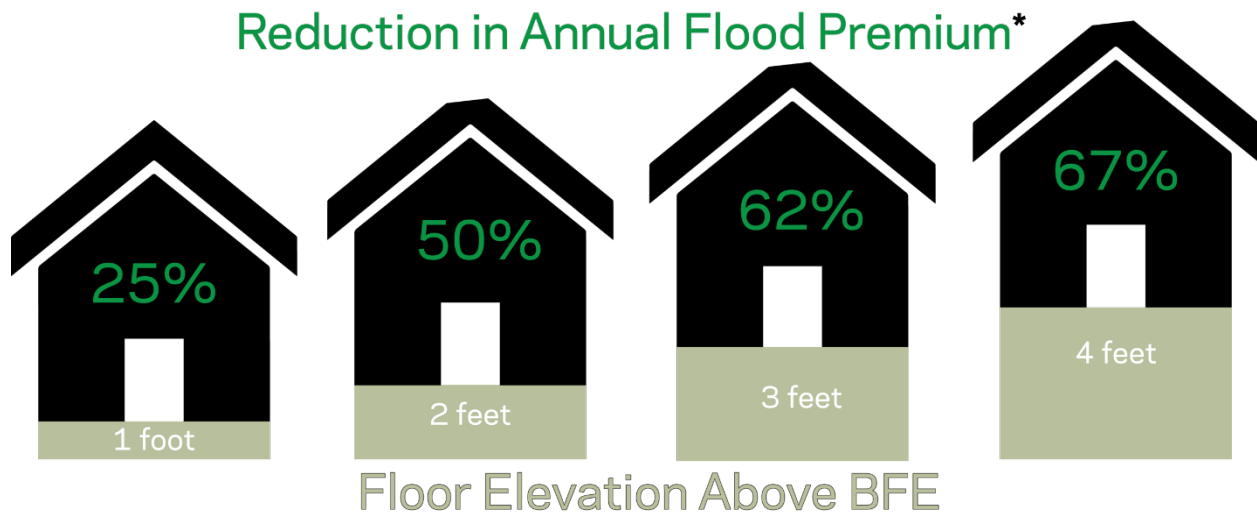 Reduction in Annual Flood Premium*
25%
50%
62%
67%
1 foot
2 feet
3 feet
4 feet
Floor Elevation Above BFE